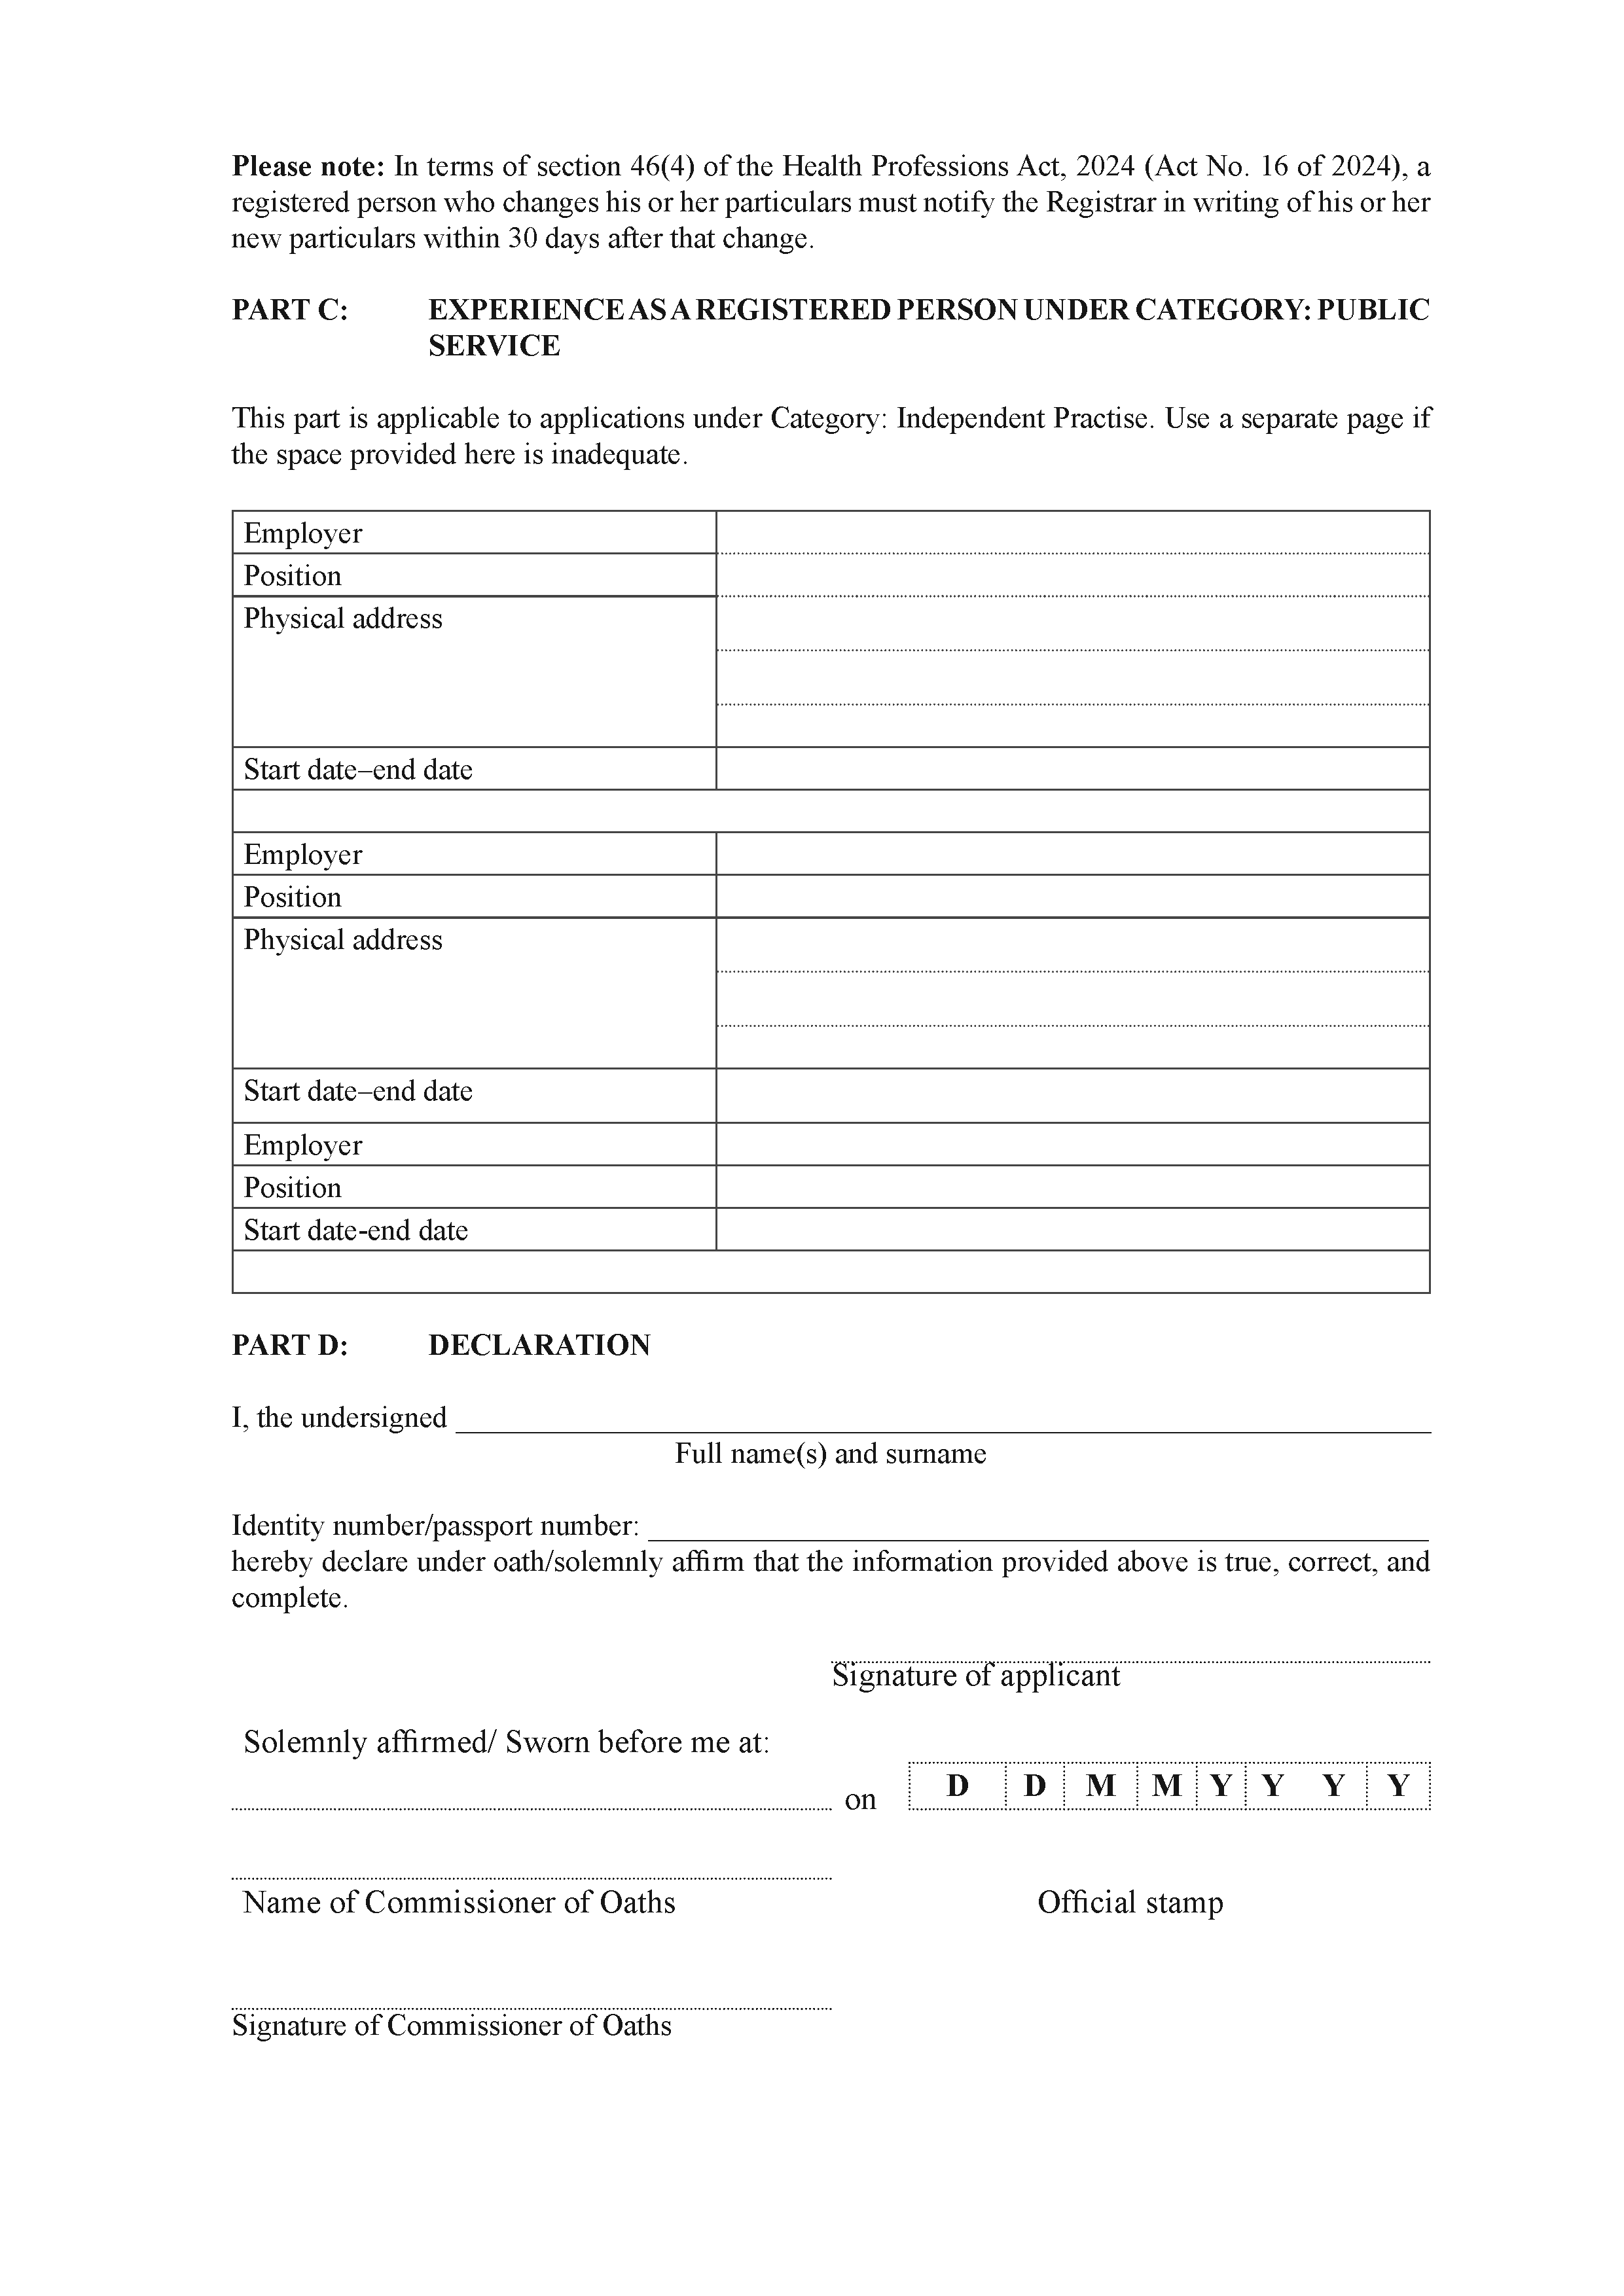 Please note: In terms of section 46(4) of the Health Professions Act, 2024 (Act No. 16 of 2024), a
registered person who changes his or her particulars must notify the Registrar in writing of his or her
new particulars within 30 days after that change.
PART C: EXPERIENCE AS A REGISTERED PERSON UNDER CATEGORY: PUBLIC
SERVICE
This part is applicable to applications under Category: Independent Practise. Use a separate page if
the space provided here is inadequate.
Employer
Position
Physical address
Start date–end date
Employer
Position
Physical address
Start date–end date
Employer
Position
Start date-end date
PART D: DECLARATION
I, the undersigned
Full name(s) and surname
Identity number/passport number:
hereby declare under oath/solemnly affirm that the information provided above is true, correct, and
complete.
Signature of applicant
Solemnly affirmed/ Sworn before me at:
on D D M M Y Y Y Y
Name of Commissioner of Oaths Official stamp
Signature of Commissioner of Oaths